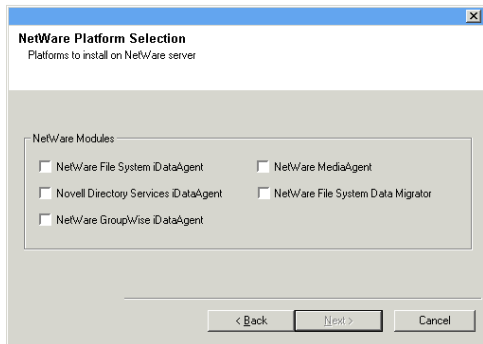 NetWare Platform Selection
Platforms to install on NetWare server
NetWare Modules
NetWare File System iDataAgent
NetWare MediaAgent
Novell Directory Services iDataAgent
NetWare File System Data Migrator
NetWare GroupWise iDataAgent
< Back
Next >
Cancel